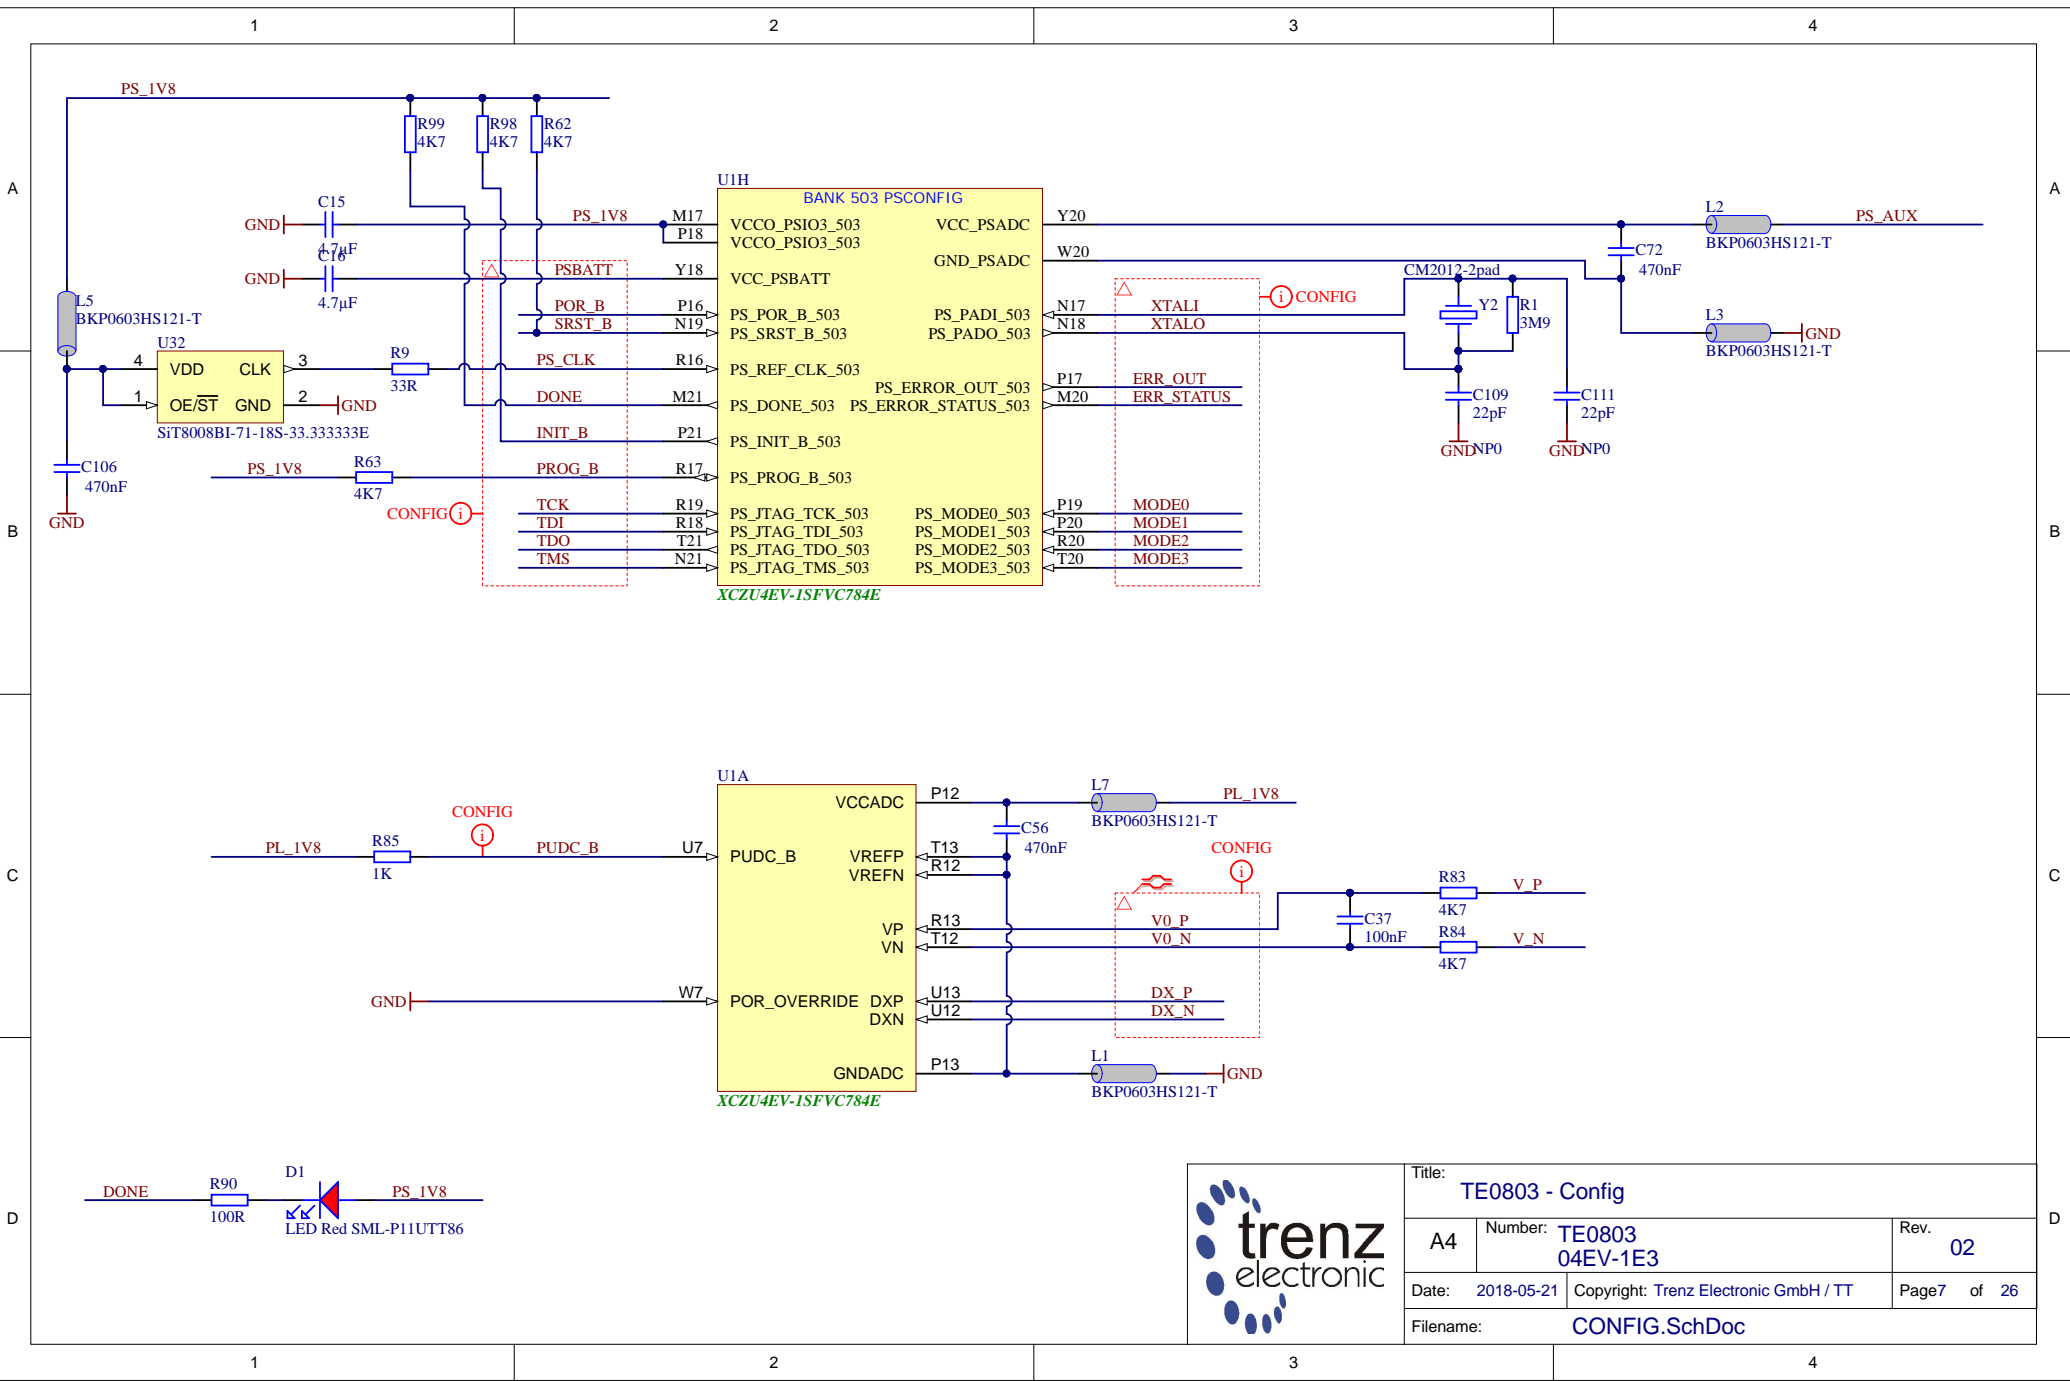 1 2 3 4
A A
B B
C C
D D
PS_1V8
R99
4K7
R98
4K7
R62
4K7
U1H
BANK 503 PSCONFIG
C15
GND
4.7µF
PS_1V8
M17
P18
VCCO_PSIO3_503
VCCO_PSIO3_503
C16
GND
4.7µF
PSBATT
Y18
VCC_PSBATT
POR_B
P16
PS_POR_B_503
SRST_B
N19
PS_SRST_B_503
L5
BKP0603HS121-T
U32
4
VDD
CLK
3
1
OE/ST
GND
2
GND
SiT8008BI-71-18S-33.333333E
R9
33R
PS_CLK
R16
PS_REF_CLK_503
DONE
M21
PS_DONE_503
INIT_B
P21
PS_INIT_B_503
C106
470nF
GND
PS_1V8
R63
4K7
PROG_B
R17
PS_PROG_B_503
CONFIG
i
TCK
R19
PS_JTAG_TCK_503
TDI
R18
PS_JTAG_TDI_503
TDO
T21
PS_JTAG_TDO_503
TMS
N21
PS_JTAG_TMS_503
XCZU4EV-1SFVC784E
VCC_PSADC
Y20
GND_PSADC
W20
PS_PADI_503
N17
XTALI
PS_PADO_503
N18
XTALO
PS_ERROR_OUT_503
P17
ERR_OUT
PS_ERROR_STATUS_503
M20
ERR_STATUS
PS_MODE0_503
P19
MODE0
PS_MODE1_503
P20
MODE1
PS_MODE2_503
R20
MODE2
PS_MODE3_503
T20
MODE3
i
CONFIG
CM2012-2pad
Y2
R1
3M9
C109
22pF
GND
NP0
C111
22pF
GND
NP0
L2
BKP0603HS121-T
PS_AUX
C72
470nF
L3
BKP0603HS121-T
GND
U1A
PL_1V8
R85
1K
CONFIG
i
PUDC_B
U7
PUDC_B
GND
W7
POR_OVERRIDE
VCCADC
P12
VREFP
T13
VREFN
R12
VP
R13
V0_P
VN
T12
V0_N
DXP
U13
DX_P
DXN
U12
DX_N
GNDADC
P13
XCZU4EV-1SFVC784E
L7
BKP0603HS121-T
PL_1V8
C56
470nF
CONFIG
i
C37
100nF
R83
4K7
V_P
R84
4K7
V_N
L1
BKP0603HS121-T
GND
DONE
R90
100R
D1
LED Red SML-P11UTT86
PS_1V8
trenz
electronic
Title:
TE0803 - Config
A4
Number:
TE0803
04EV-1E3
Rev.
02
Date: 2018-05-21
Copyright: Trenz Electronic GmbH / TT
Page7 of 26
Filename: CONFIG.SchDoc
1 2 3 4